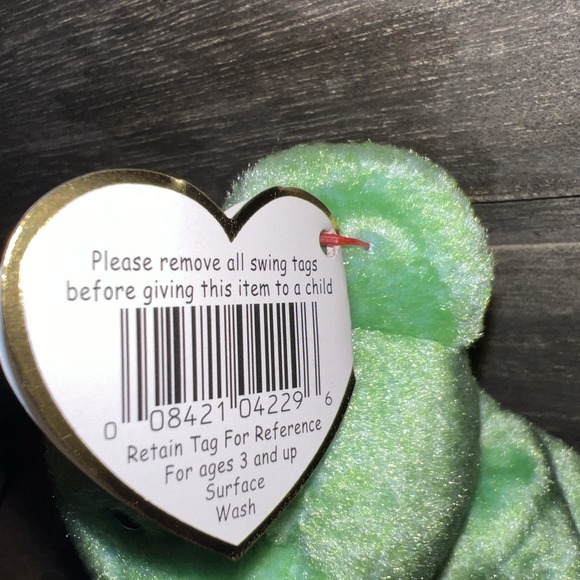 Please remove all swing tags
before giving this item to a child
0 08421 04229 6
Retain Tag For Reference
For ages 3 and up
Surface
Wash